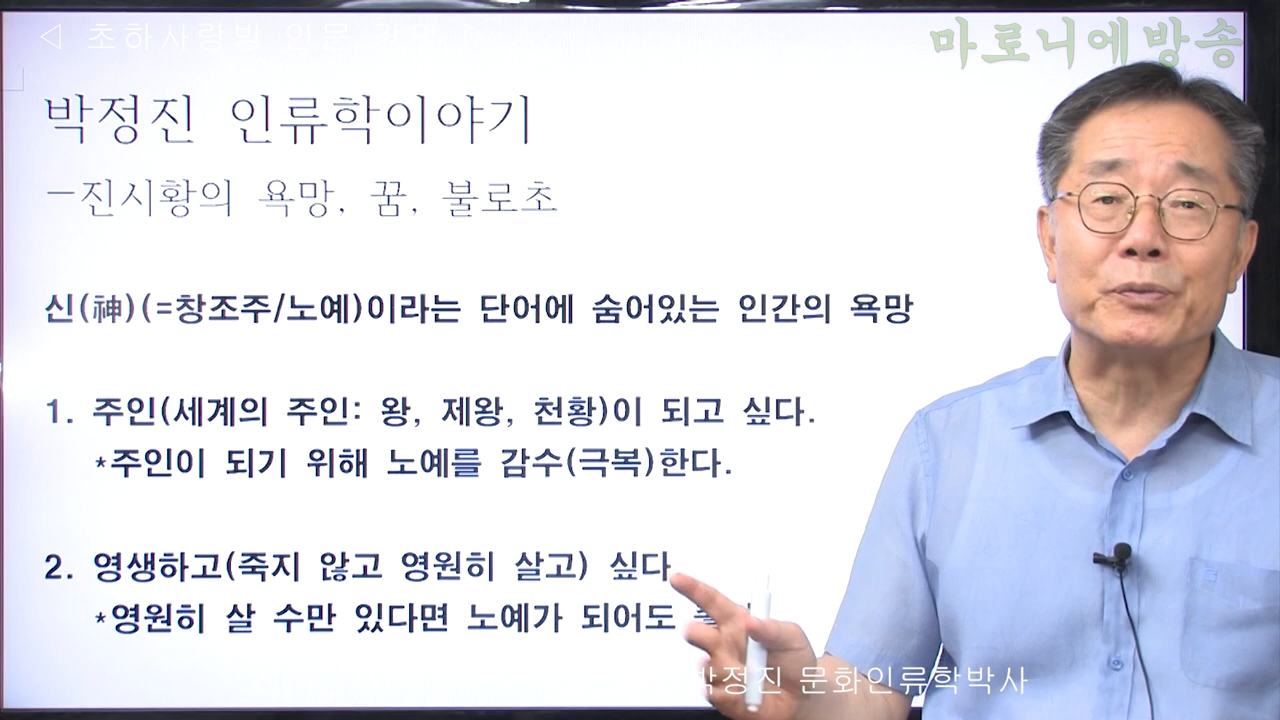 ◁ 초하사랑방 인문 강의
마로니에방송
박정진 인류학이야기
-진시황의 욕망, 꿈, 불로초
신(神)(=창조주/노예)이라는 단어에 숨어있는 인간의 욕망
1. 주인(세계의 주인: 왕, 제왕, 천황)이 되고 싶다.
*주인이 되기 위해 노예를 감수(극복)한다.
2. 영생하고(죽지 않고 영원히 살고) 싶다
*영원히 살 수만 있다면 노예가 되어도
박정진 문화인류학박사